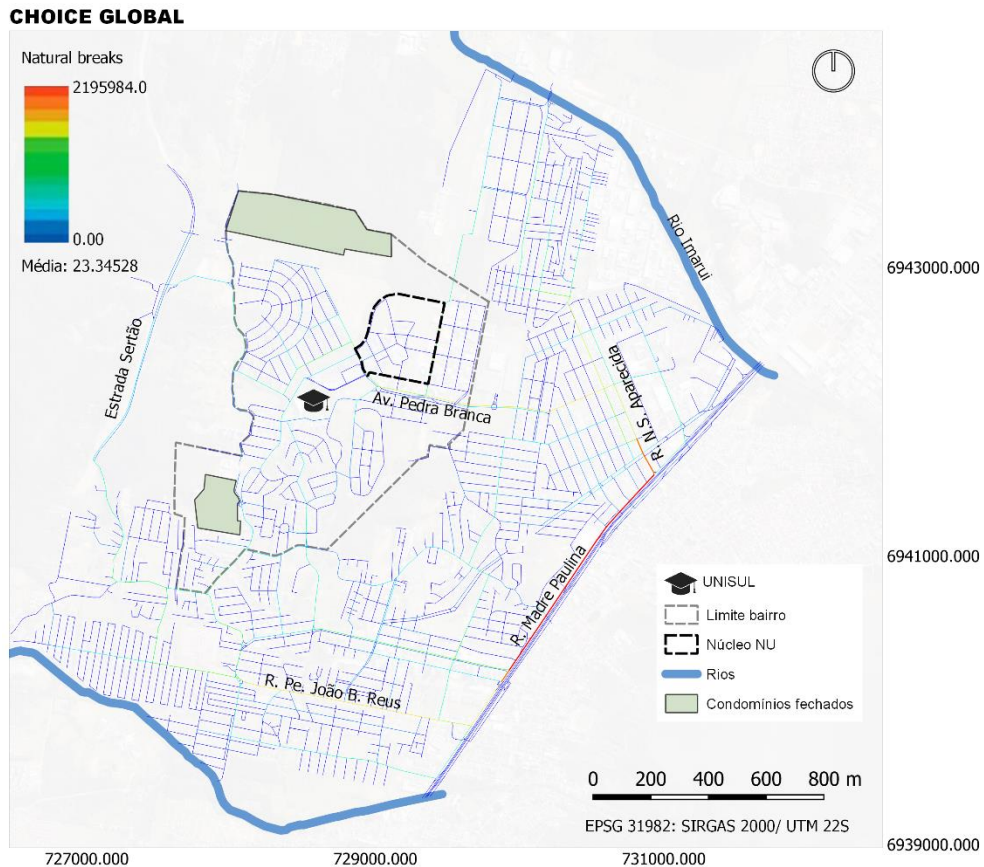 CHOICE GLOBAL
Natural breaks
2195984.0
0.00
Média: 23.34528
Rio Imarui
6943000.000
Estrada Sertão
R. N.S. Aparecida
Av. Pedra Branca
6941000.000
R. Madre Paulina
UNISUL
Limite bairro
Núcleo NU
Rios
Condomínios fechados
R. Pe. João B. Reus
0 200 400 600 800 m
EPSG 31982: SIRGAS 2000/ UTM 22S
6939000.000
727000.000 729000.000 731000.000